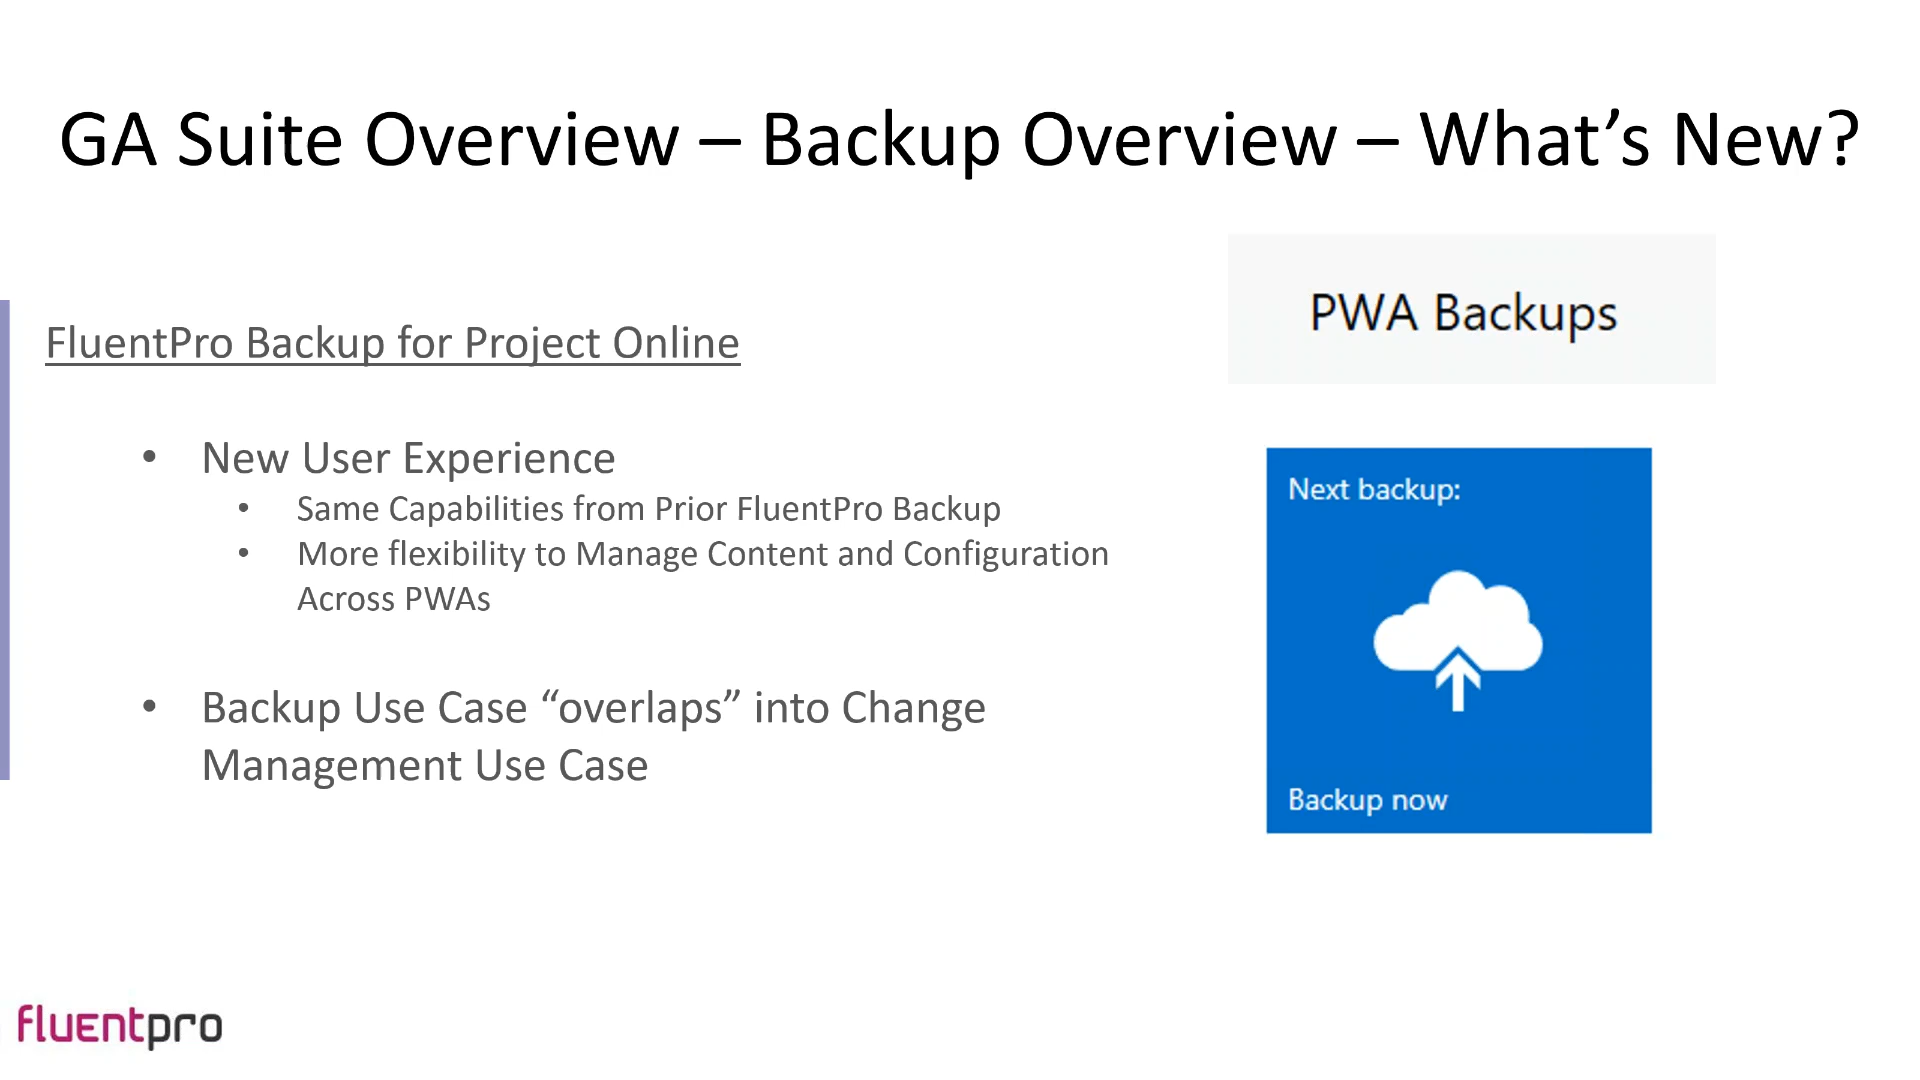 GA Suite Overview – Backup Overview – What’s New?
FluentPro Backup for Project Online
• New User Experience
• Same Capabilities from Prior FluentPro Backup
• More flexibility to Manage Content and Configuration
Across PWAs
• Backup Use Case “overlaps” into Change
Management Use Case
PWA Backups
Next backup:
Backup now
fluentpro